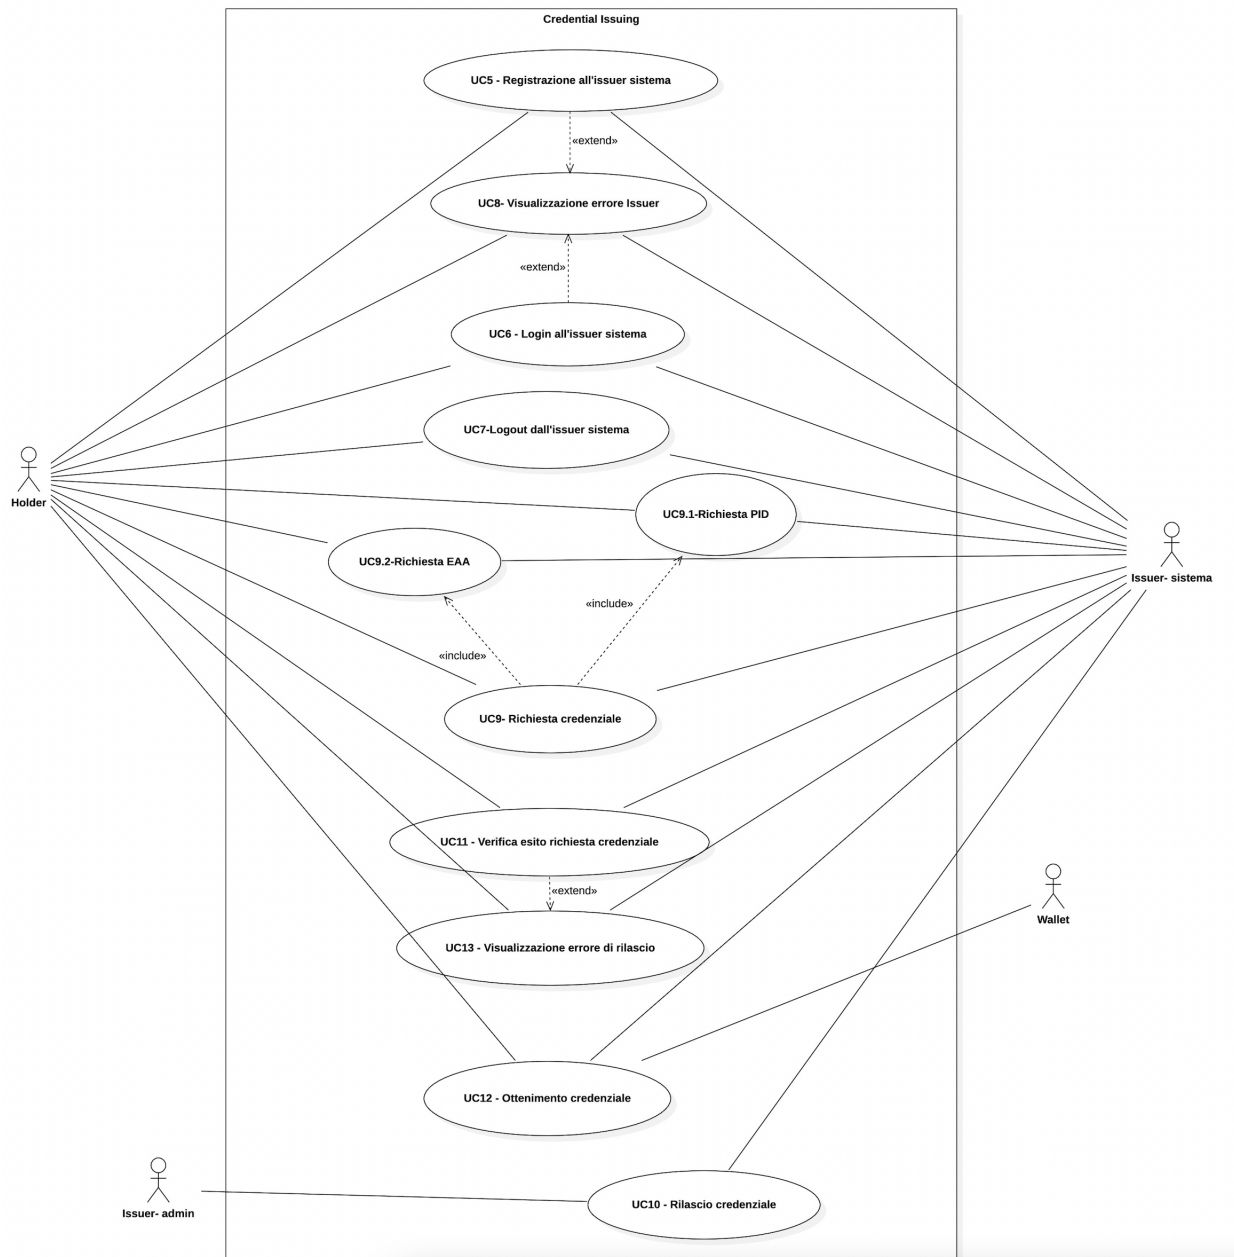 Credential Issuing
UC5 - Registrazione all'issuer sistema
«extend»
UC8- Visualizzazione errore Issuer
«extend»
UC6 - Login all'issuer sistema
UC7-Logout dall'issuer sistema
Holder
UC9.1-Richiesta PID
UC9.2-Richiesta EAA
Issuer- sistema
«include»
«include»
UC9- Richiesta credenziale
UC11 - Verifica esito richiesta credenziale
«extend»
Wallet
UC13 - Visualizzazione errore di rilascio
UC12 - Ottenimento credenziale
Issuer- admin
UC10 - Rilascio credenziale